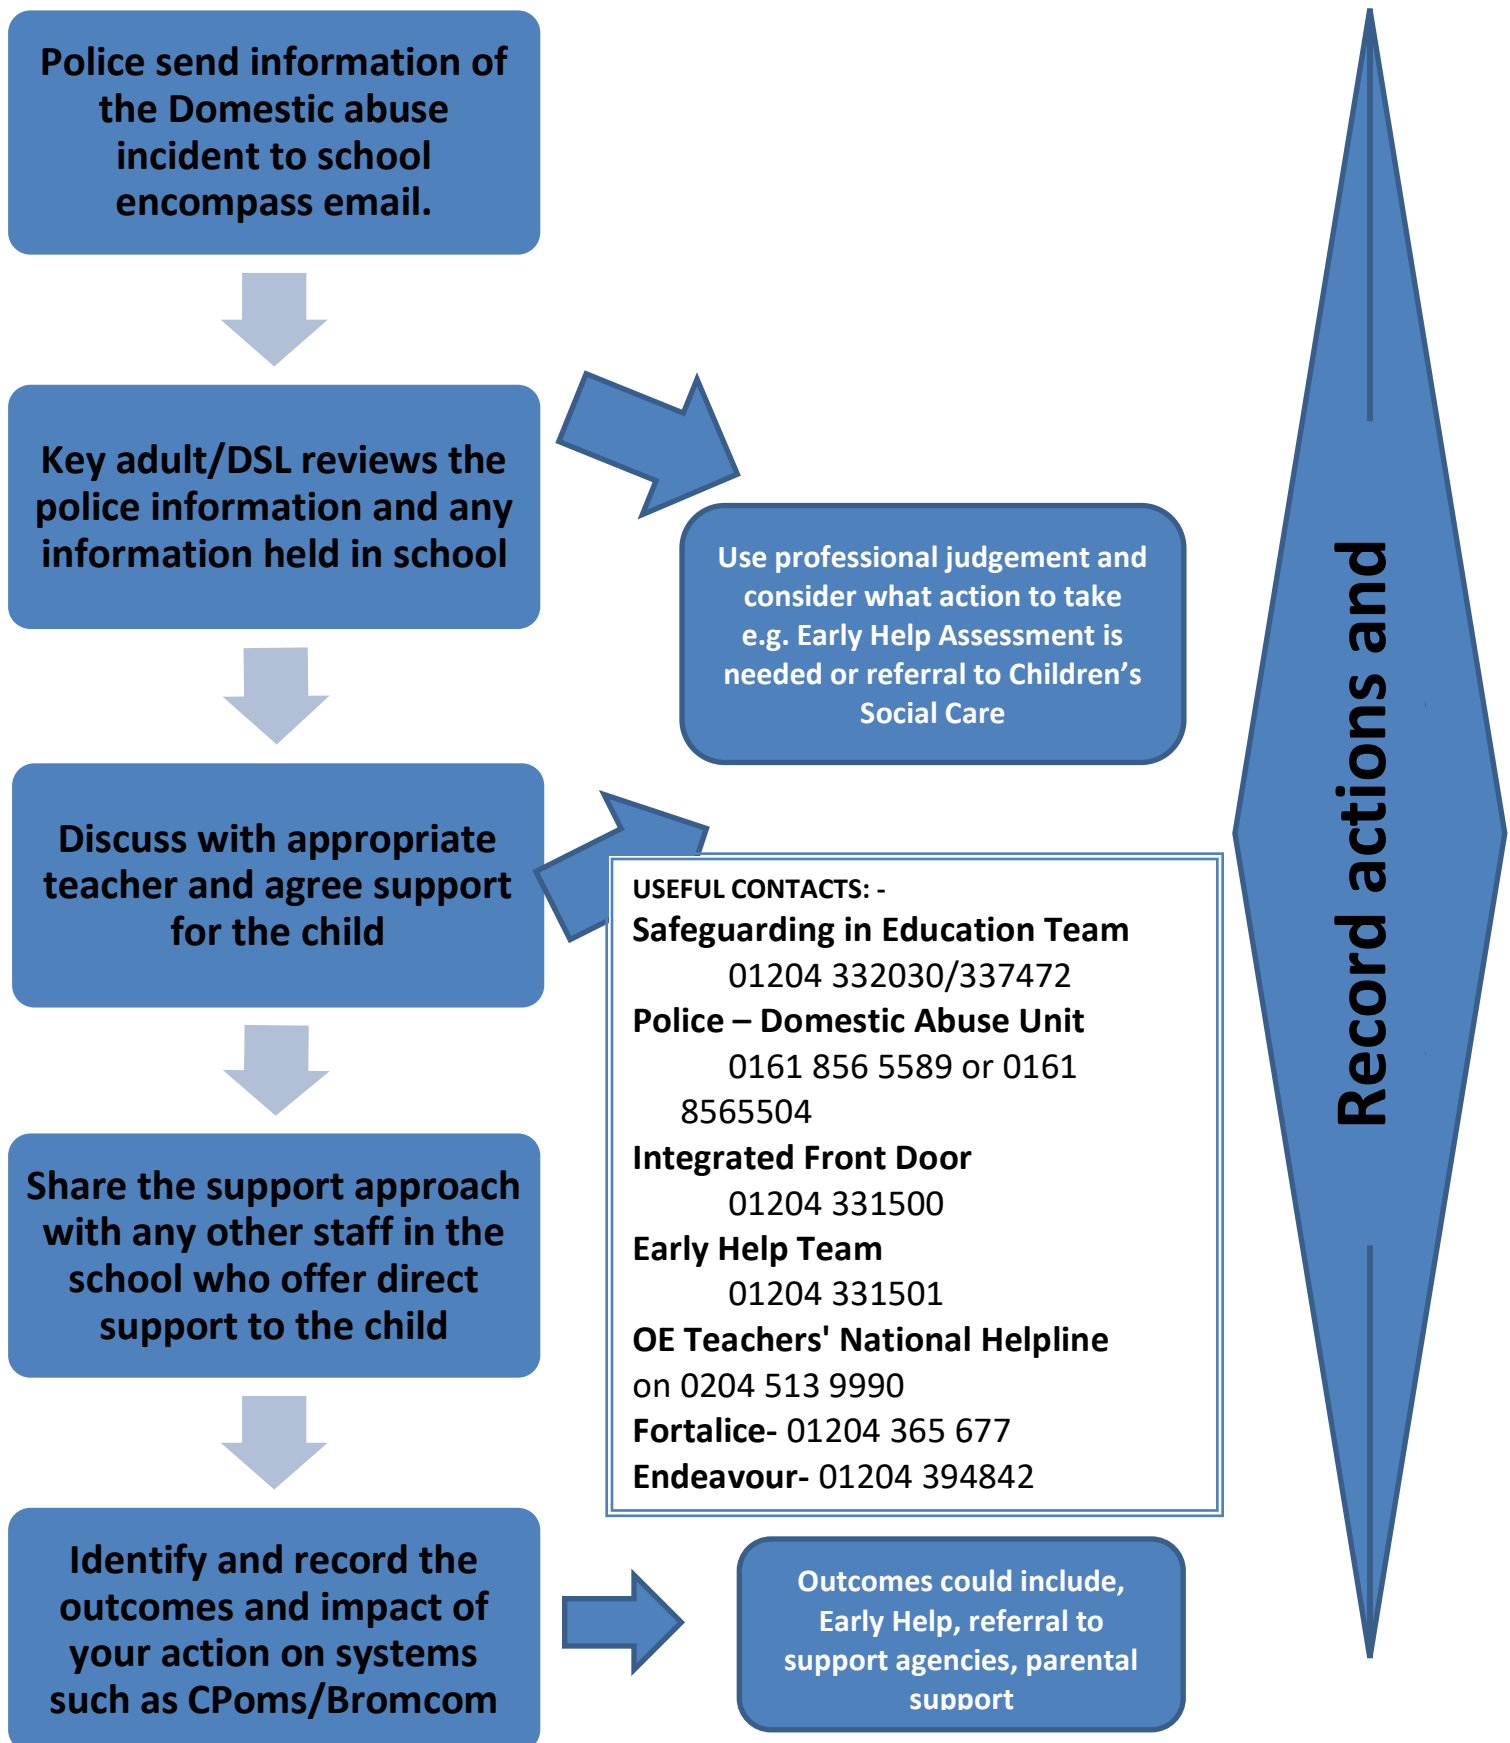 Police send information of
the Domestic abuse
incident to school
encompass email.
Key adult/DSL reviews the
police information and any
information held in school
Use professional judgement and
consider what action to take
e.g. Early Help Assessment is
needed or referral to Children’s
Social Care
Discuss with appropriate
teacher and agree support
for the child
USEFUL CONTACTS: -
Safeguarding in Education Team
01204 332030/337472
Police – Domestic Abuse Unit
0161 856 5589 or 0161
8565504
Integrated Front Door
01204 331500
Early Help Team
01204 331501
OE Teachers' National Helpline
on 0204 513 9990
Fortalice- 01204 365 677
Endeavour- 01204 394842
Share the support approach
with any other staff in the
school who offer direct
support to the child
Identify and record the
outcomes and impact of
your action on systems
such as CPoms/Bromcom
Outcomes could include,
Early Help, referral to
support agencies, parental
support
Record actions and